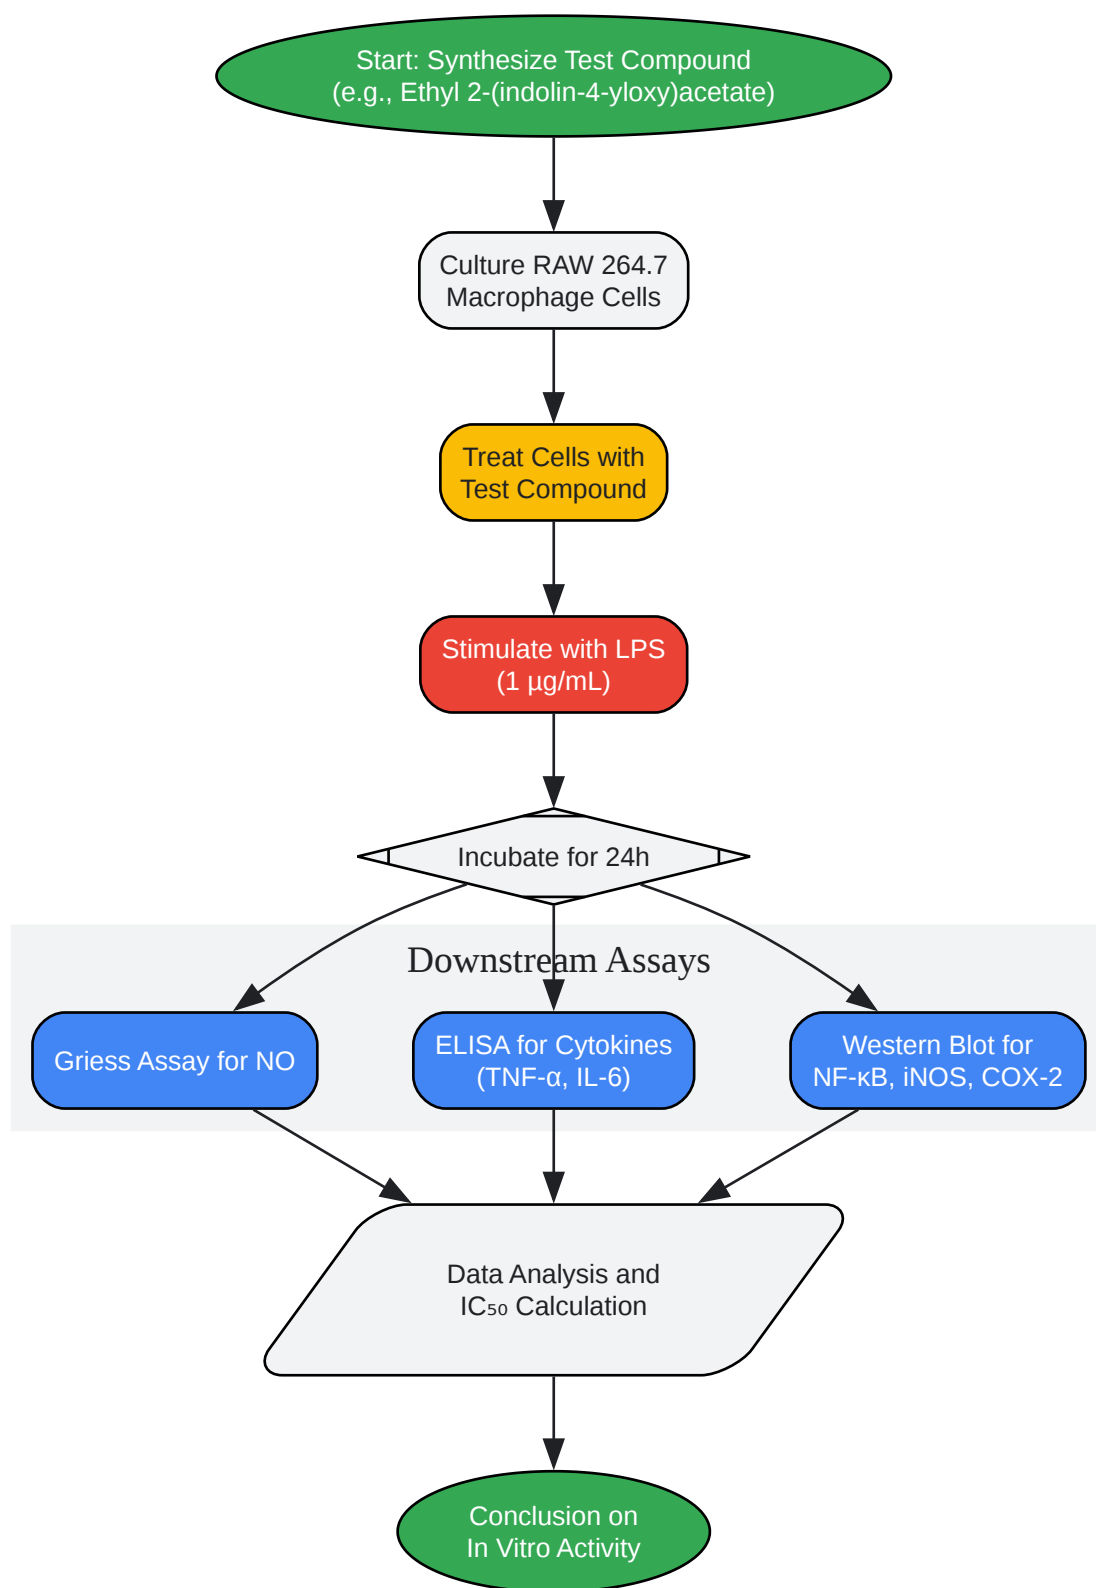 Start: Synthesize Test Compound
(e.g., Ethyl 2-(indolin-4-yloxy)acetate)
Culture RAW 264.7
Macrophage Cells
Treat Cells with
Test Compound
Stimulate with LPS
(1 µg/mL)
Incubate for 24h
Downstream Assays
Griess Assay for NO
ELISA for Cytokines
(TNF-α, IL-6)
Western Blot for
NF-κB, iNOS, COX-2
Data Analysis and
IC₅₀ Calculation
Conclusion on
In Vitro Activity